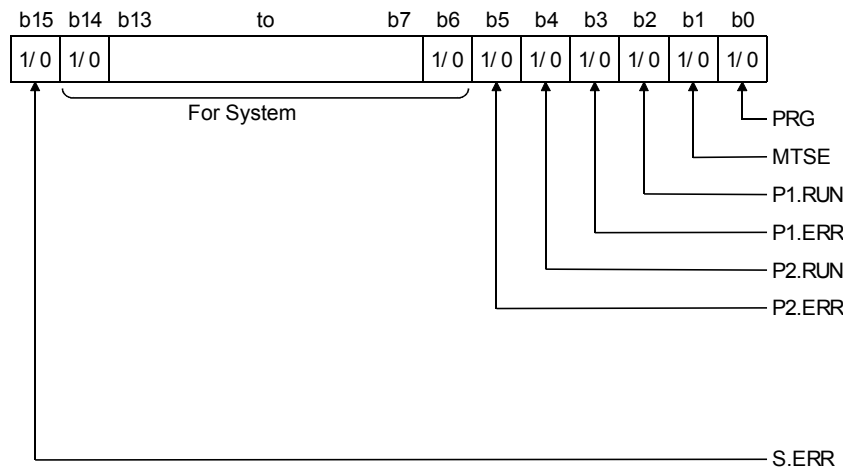 b15 b14 b13 to b7 b6 b5 b4 b3 b2 b1 b0
1/ 0 1/ 0 1/ 0 1/ 0 1/ 0 1/ 0 1/ 0 1/ 0 1/ 0
For System
PRG
MTSE
P1.RUN
P1.ERR
P2.RUN
P2.ERR
S.ERR